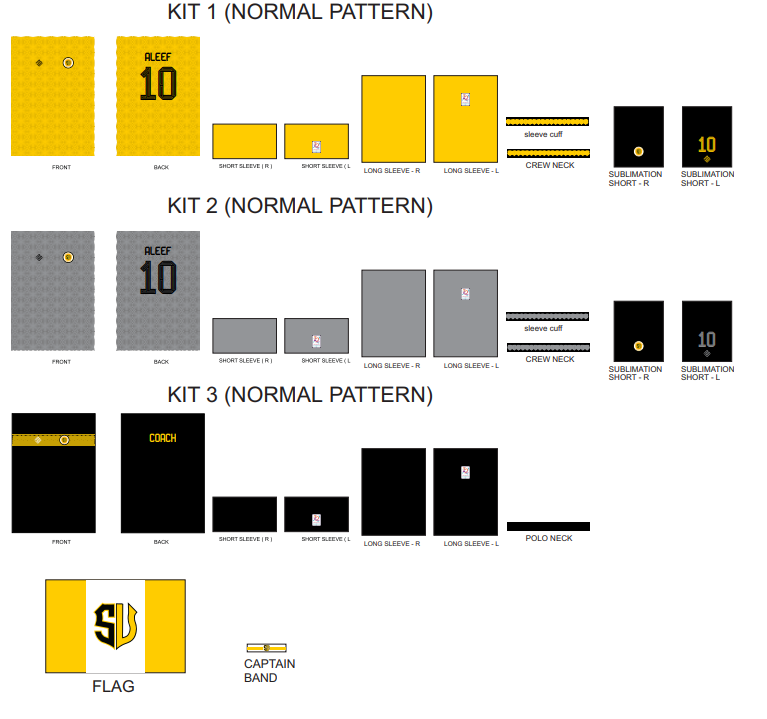 KIT 1 (NORMAL PATTERN)
ALEEF
10
FRONT
BACK
SHORT SLEEVE ( R )
SHORT SLEEVE ( L
LONG SLEEVE - R
LONG SLEEVE - L
sleeve cuff
CREW NECK
10
SUBLIMATION
SHORT - R
SUBLIMATION
SHORT - L
KIT 2 (NORMAL PATTERN)
ALEEF
10
FRONT
BACK
SHORT SLEEVE ( R )
SHORT SLEEVE ( L
LONG SLEEVE - R
LONG SLEEVE - L
sleeve cuff
CREW NECK
10
SUBLIMATION
SHORT - R
SUBLIMATION
SHORT - L
KIT 3 (NORMAL PATTERN)
COACH
FRONT
BACK
SHORT SLEEVE ( R )
SHORT SLEEVE ( L
LONG SLEEVE - R
LONG SLEEVE - L
POLO NECK
SU
FLAG
CAPTAIN
BAND